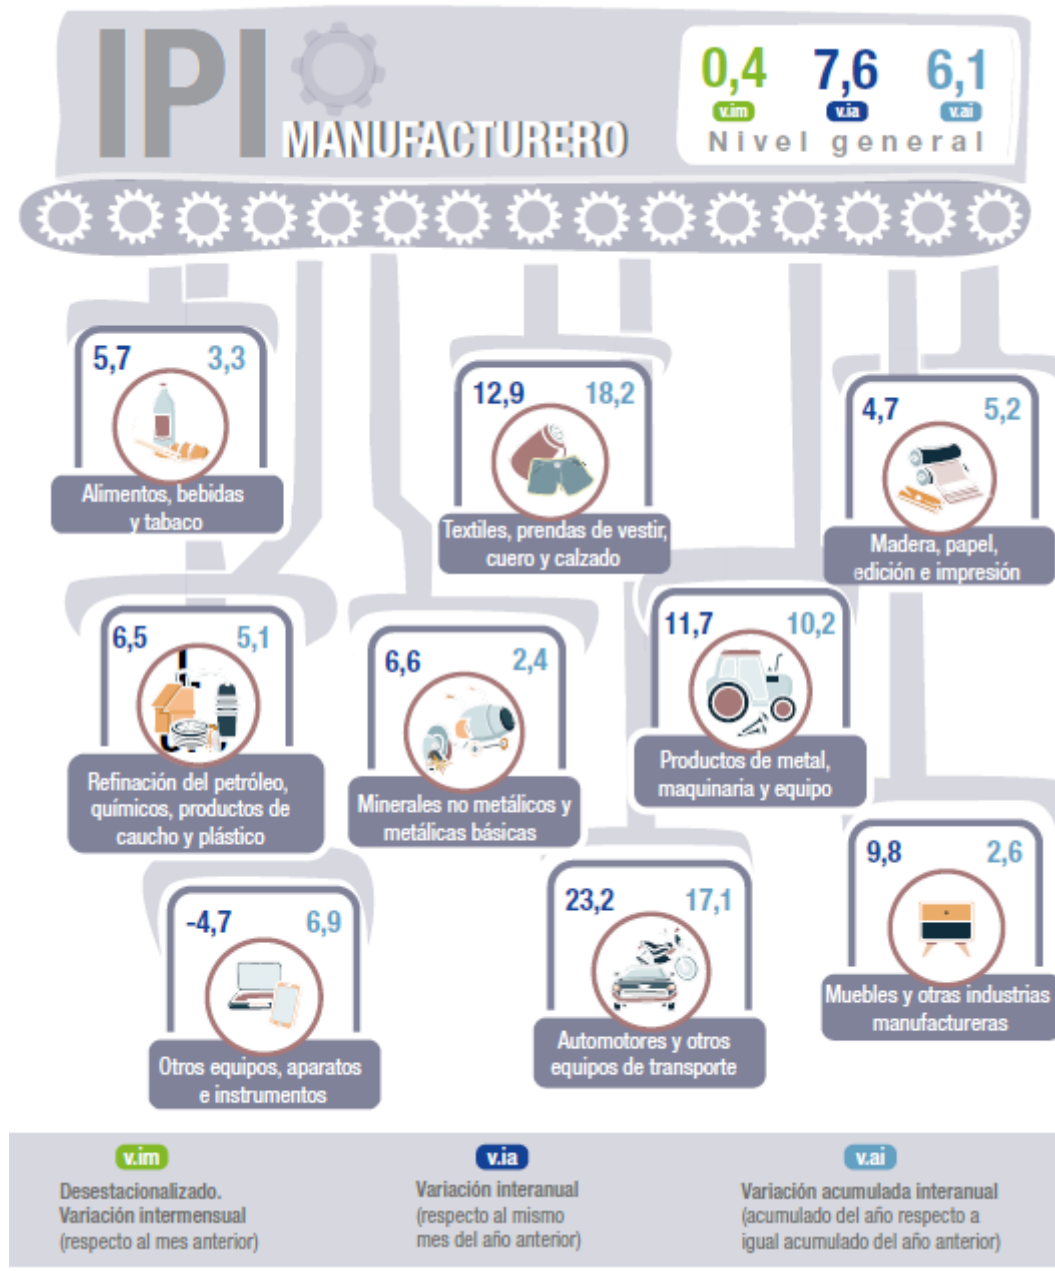 IPI
MANUFACTURERO
0,4 7,6 6,1
v.im v.ia v.ai
Nivel general
5,7 3,3
Alimentos, bebidas
y tabaco
12,9 18,2
Textiles, prendas de vestir,
cuero y calzado
4,7 5,2
Madera, papel,
edición e impresión
6,5 5,1
Refinación del petróleo,
químicos, productos de
caucho y plástico
6,6 2,4
Minerales no metálicos y
metálicas básicas
11,7 10,2
Productos de metal,
maquinaria y equipo
-4,7 6,9
Otros equipos, aparatos
e instrumentos
23,2 17,1
Automotores y otros
equipos de transporte
9,8 2,6
Muebles y otras industrias
manufactureras
v.im
Desestacionalizado.
Variación intermensual
(respecto al mes anterior)
v.ia
Variación interanual
(respecto al mismo
mes del año anterior)
v.ai
Variación acumulada interanual
(acumulado del año respecto a
igual acumulado del año anterior)